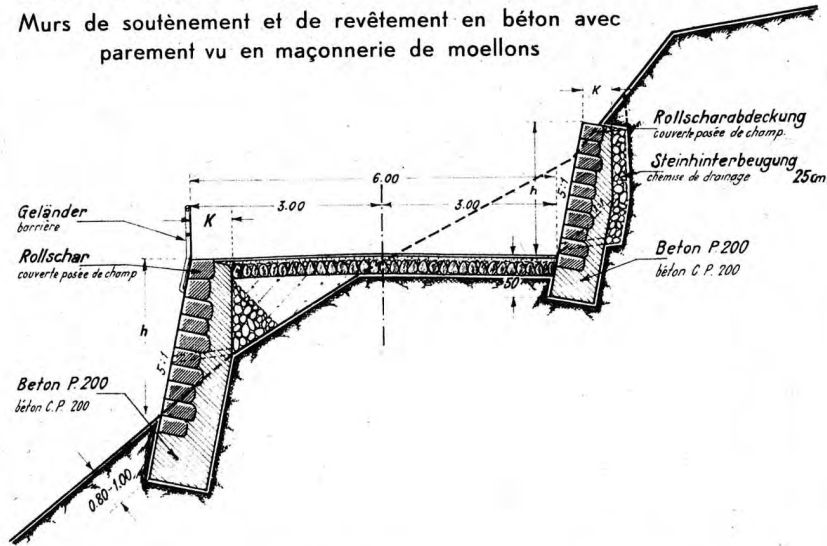 Murs de soutènement et de revêtement en béton avec
parement vu en maçonnerie de moellons
K
Rollscharabdeckung
couverte posée de champ.
Steinhinterbeugung
chemise de drainage 25cm
h
5:1
6.00
3.00
3.00
K
Geländer
barrière
Rollschar
couverte posée de champ
Beton P.200
béton C.P. 200
50
h
5:1
Beton P.200
béton C.P. 200
0.80-1.00